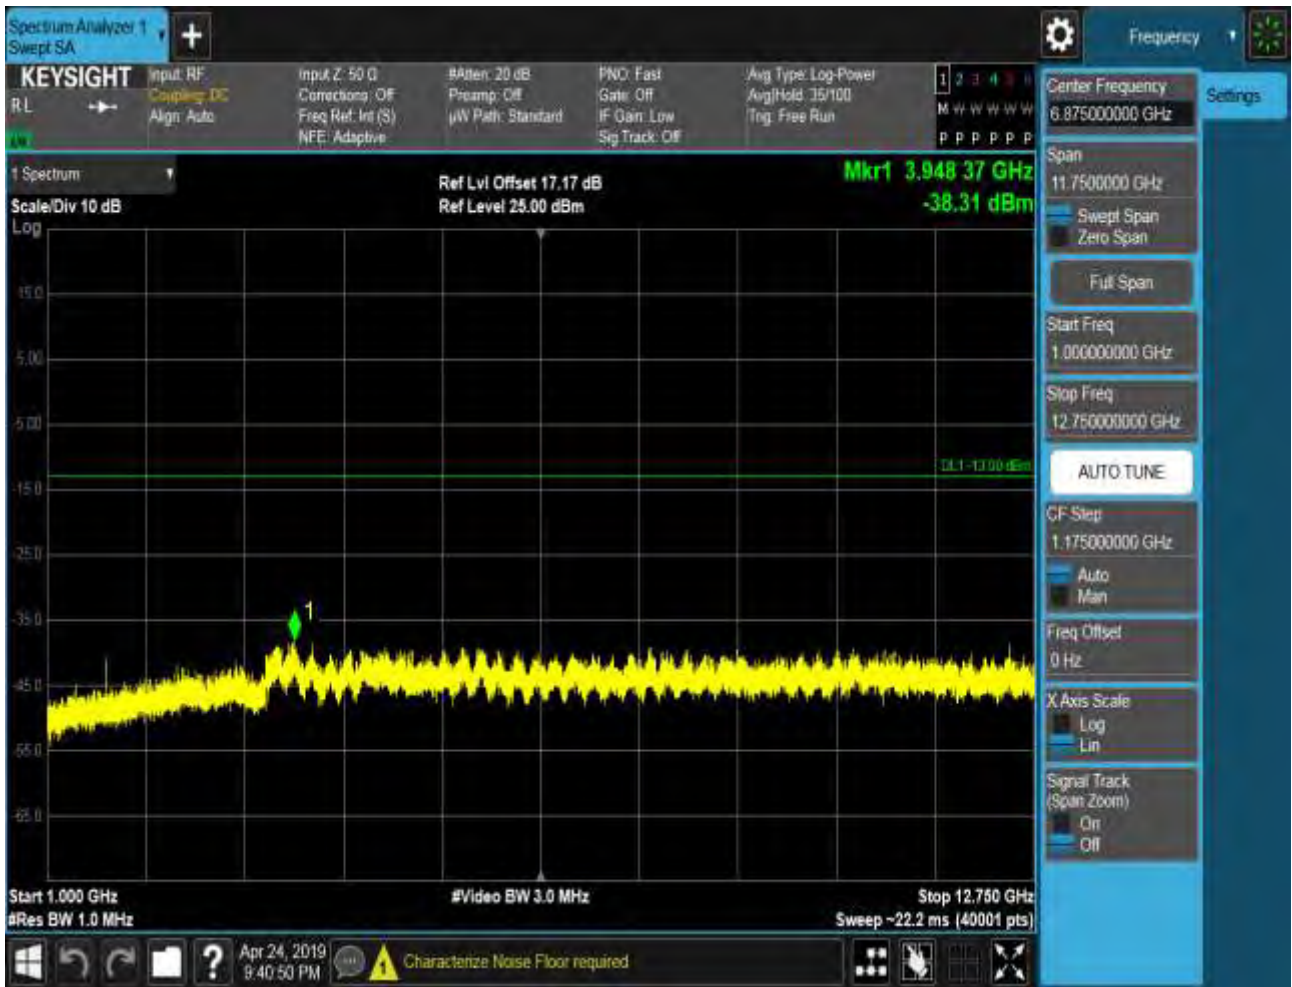 Spectrum Analyzer 1
Swept SA
Frequency
KEYSIGHT
RL
Input: RF
Coupling: DC
Align: Auto
Input Z: 50 Ω
Corrections: Off
Freq Ref: Int (S)
NFE: Adaptive
#Atten: 20 dB
Preamp: Off
µW Path: Standard
PNO: Fast
Gate: Off
IF Gain: Low
Sig Track: Off
Avg Type: Log-Power
Avg|Hold: 35/100
Trig: Free Run
1 2 3 4 5 6
M W W W W W
P P P P P P
1 Spectrum
Scale/Div 10 dB
Log
Ref Lvl Offset 17.17 dB
Ref Level 25.00 dBm
Mkr1 3.948 37 GHz
-38.31 dBm
15.0
5.00
-5.00
DL1 -13.00 dBm
-15.0
-25.0
-35.0
1
-45.0
-55.0
-65.0
Start 1.000 GHz
#Res BW 1.0 MHz
#Video BW 3.0 MHz
Stop 12.750 GHz
Sweep ~22.2 ms (40001 pts)
Center Frequency
6.875000000 GHz
Settings
Span
11.7500000 GHz
Swept Span
Zero Span
Full Span
Start Freq
1.000000000 GHz
Stop Freq
12.750000000 GHz
AUTO TUNE
CF Step
1.175000000 GHz
Auto
Man
Freq Offset
0 Hz
X Axis Scale
Log
Lin
Signal Track
(Span Zoom)
On
Off
?
Apr 24, 2019
9:40:50 PM
1
Characterize Noise Floor required